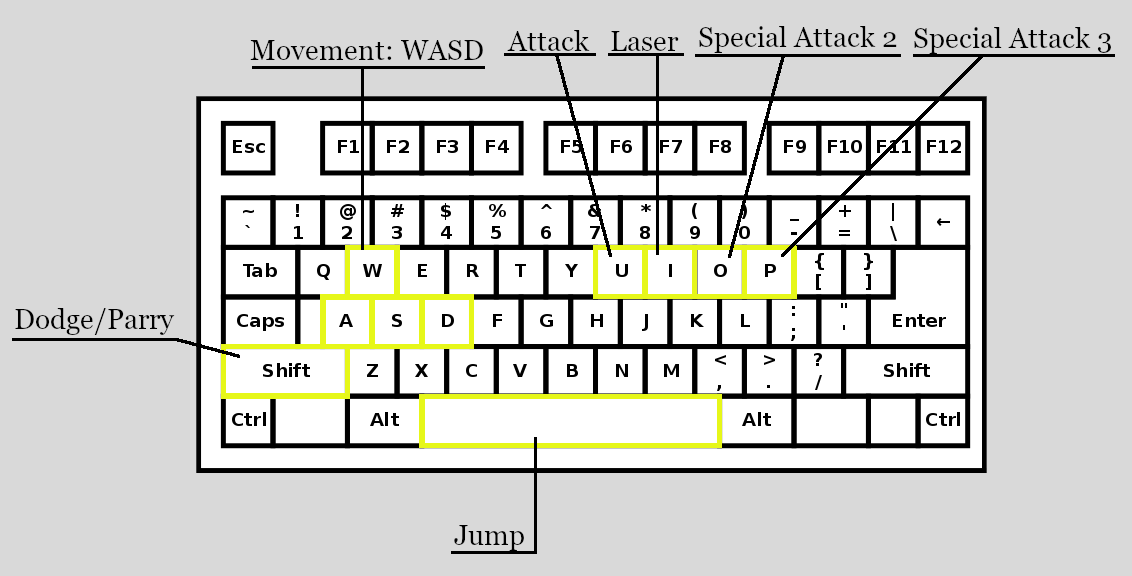 Movement: WASD Attack Laser Special Attack 2 Special Attack 3
Esc F1 F2 F3 F4 F5 F6 F7 F8 F9 F10 F11 F12
~ ! @ # $ % ^ & * ( ) _ + |
` 1 2 3 4 5 6 7 8 9 0 - = \ ←
Tab Q W E R T Y U I O P { [ } ]
Dodge/Parry
Caps A S D F G H J K L : ; " ' Enter
Shift Z X C V B N M < , > . ? / Shift
Ctrl Alt Alt Ctrl
Jump